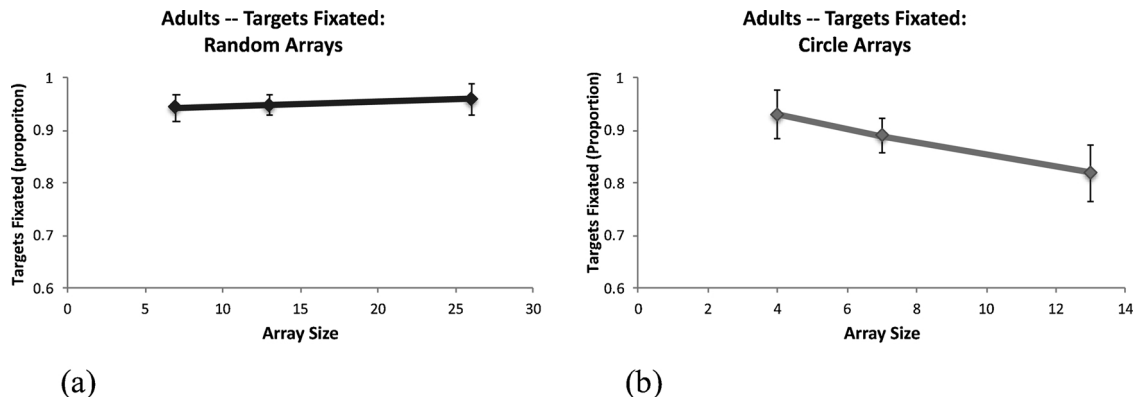 Adults -- Targets Fixated:
Random Arrays
Targets Fixated (proporiton)
1
0.9
0.8
0.7
0.6
0 5 10 15 20 25 30
Array Size
(a)
Adults -- Targets Fixated:
Circle Arrays
Targets Fixated (Proportion)
1
0.9
0.8
0.7
0.6
0 2 4 6 8 10 12 14
Array Size
(b)